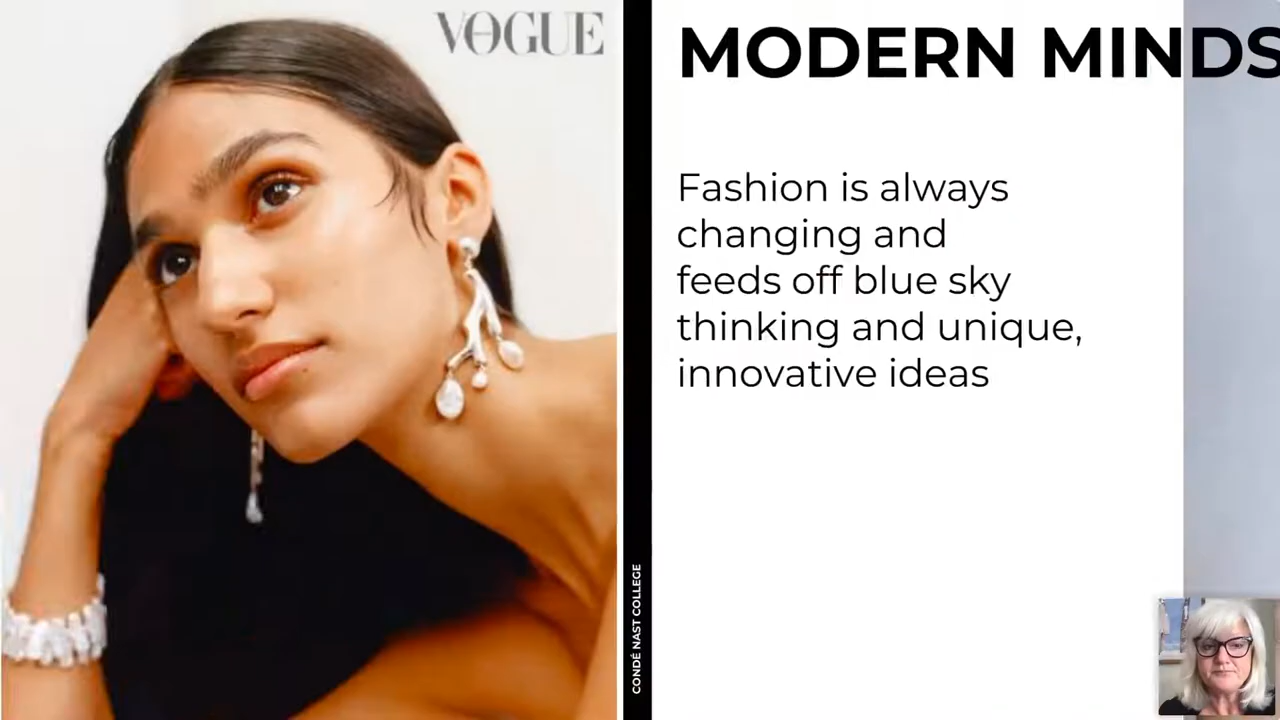 VOGUE
MODERN MINDS
Fashion is always
changing and
feeds off blue sky
thinking and unique,
innovative ideas
CONDÉ NAST COLLEGE